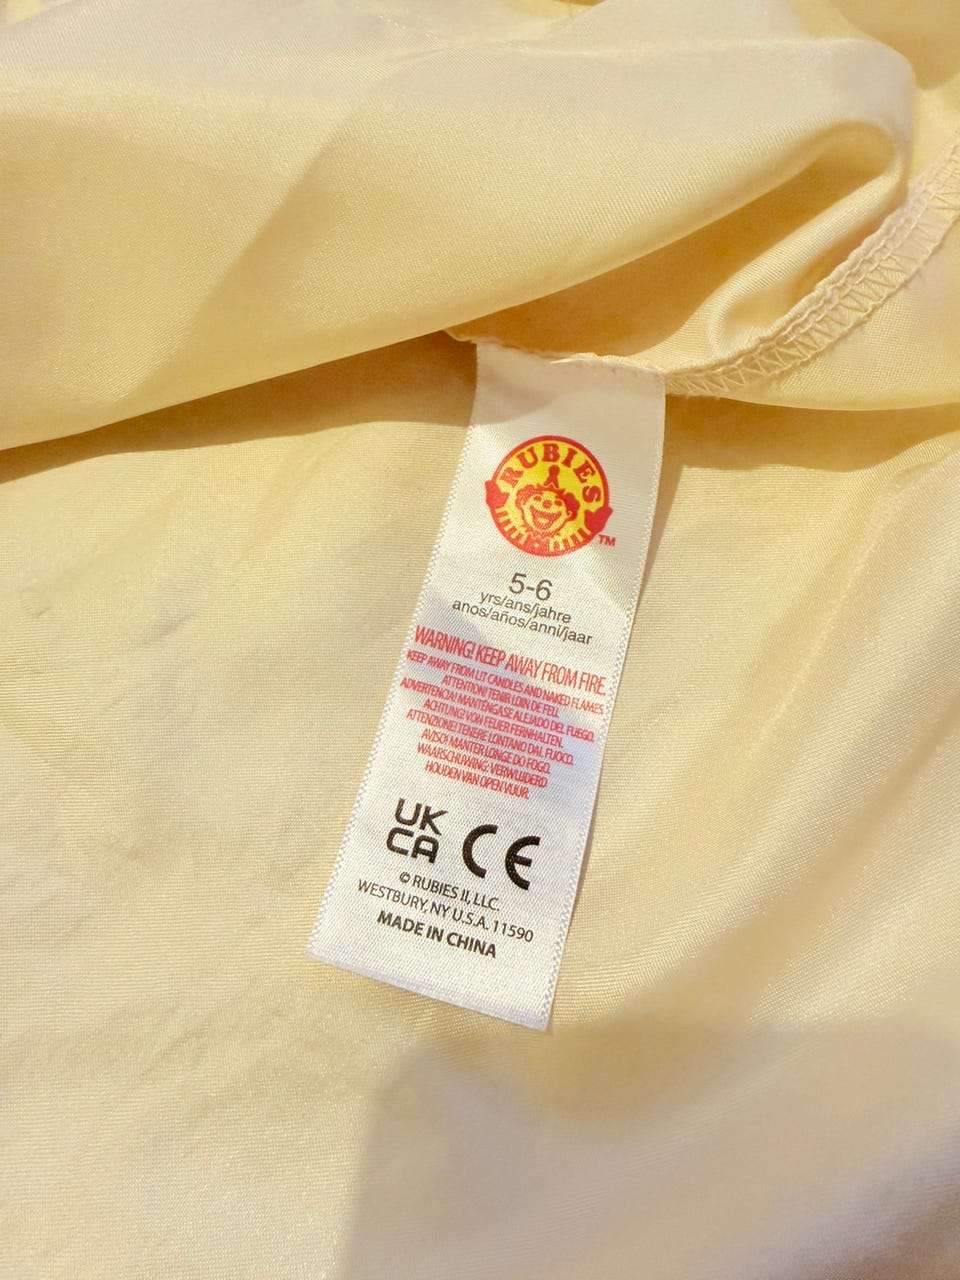 RUBIES
TM
5-6
yrs/ans/jahre
anos/años/anni/jaar
WARNING! KEEP AWAY FROM FIRE.
KEEP AWAY FROM LIT CANDLES AND NAKED FLAMES
ATTENTION! TENIR LOIN DE FEU.
ADVERTENCIA! MANTÉNGASE ALEJADO DEL FUEGO.
ACHTUNG! VON FEUER FERNHALTEN.
ATTENZIONE! TENERE LONTANO DAL FUOCO.
AVISO! MANTER LONGE DO FOGO.
WAARSCHUWING: VERWIJDERD
HOUDEN VAN OPEN VUUR.
UK
CA
CE
© RUBIES II, LLC.
WESTBURY, NY U.S.A. 11590
MADE IN CHINA